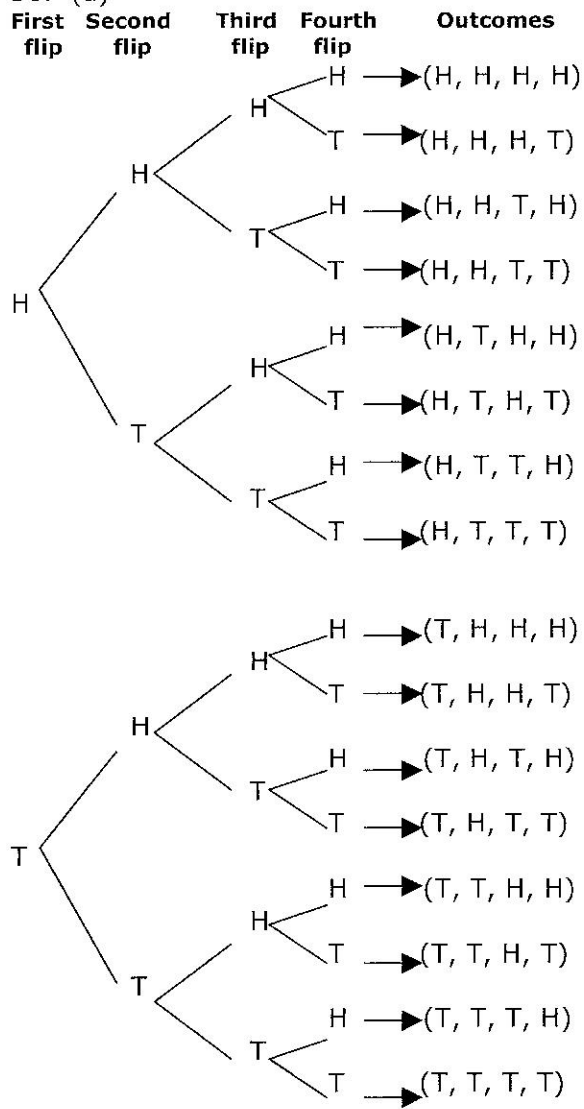 First Second Third Fourth Outcomes
flip flip flip flip
H (H, H, H, H)
H
T (H, H, H, T)
H
H (H, H, T, H)
T
T (H, H, T, T)
H
H (H, T, H, H)
H
T (H, T, H, T)
T
H (H, T, T, H)
T
T (H, T, T, T)
H (T, H, H, H)
H
T (T, H, H, T)
H
H (T, H, T, H)
T
T (T, H, T, T)
T
H (T, T, H, H)
H
T (T, T, H, T)
T
H (T, T, T, H)
T
T (T, T, T, T)